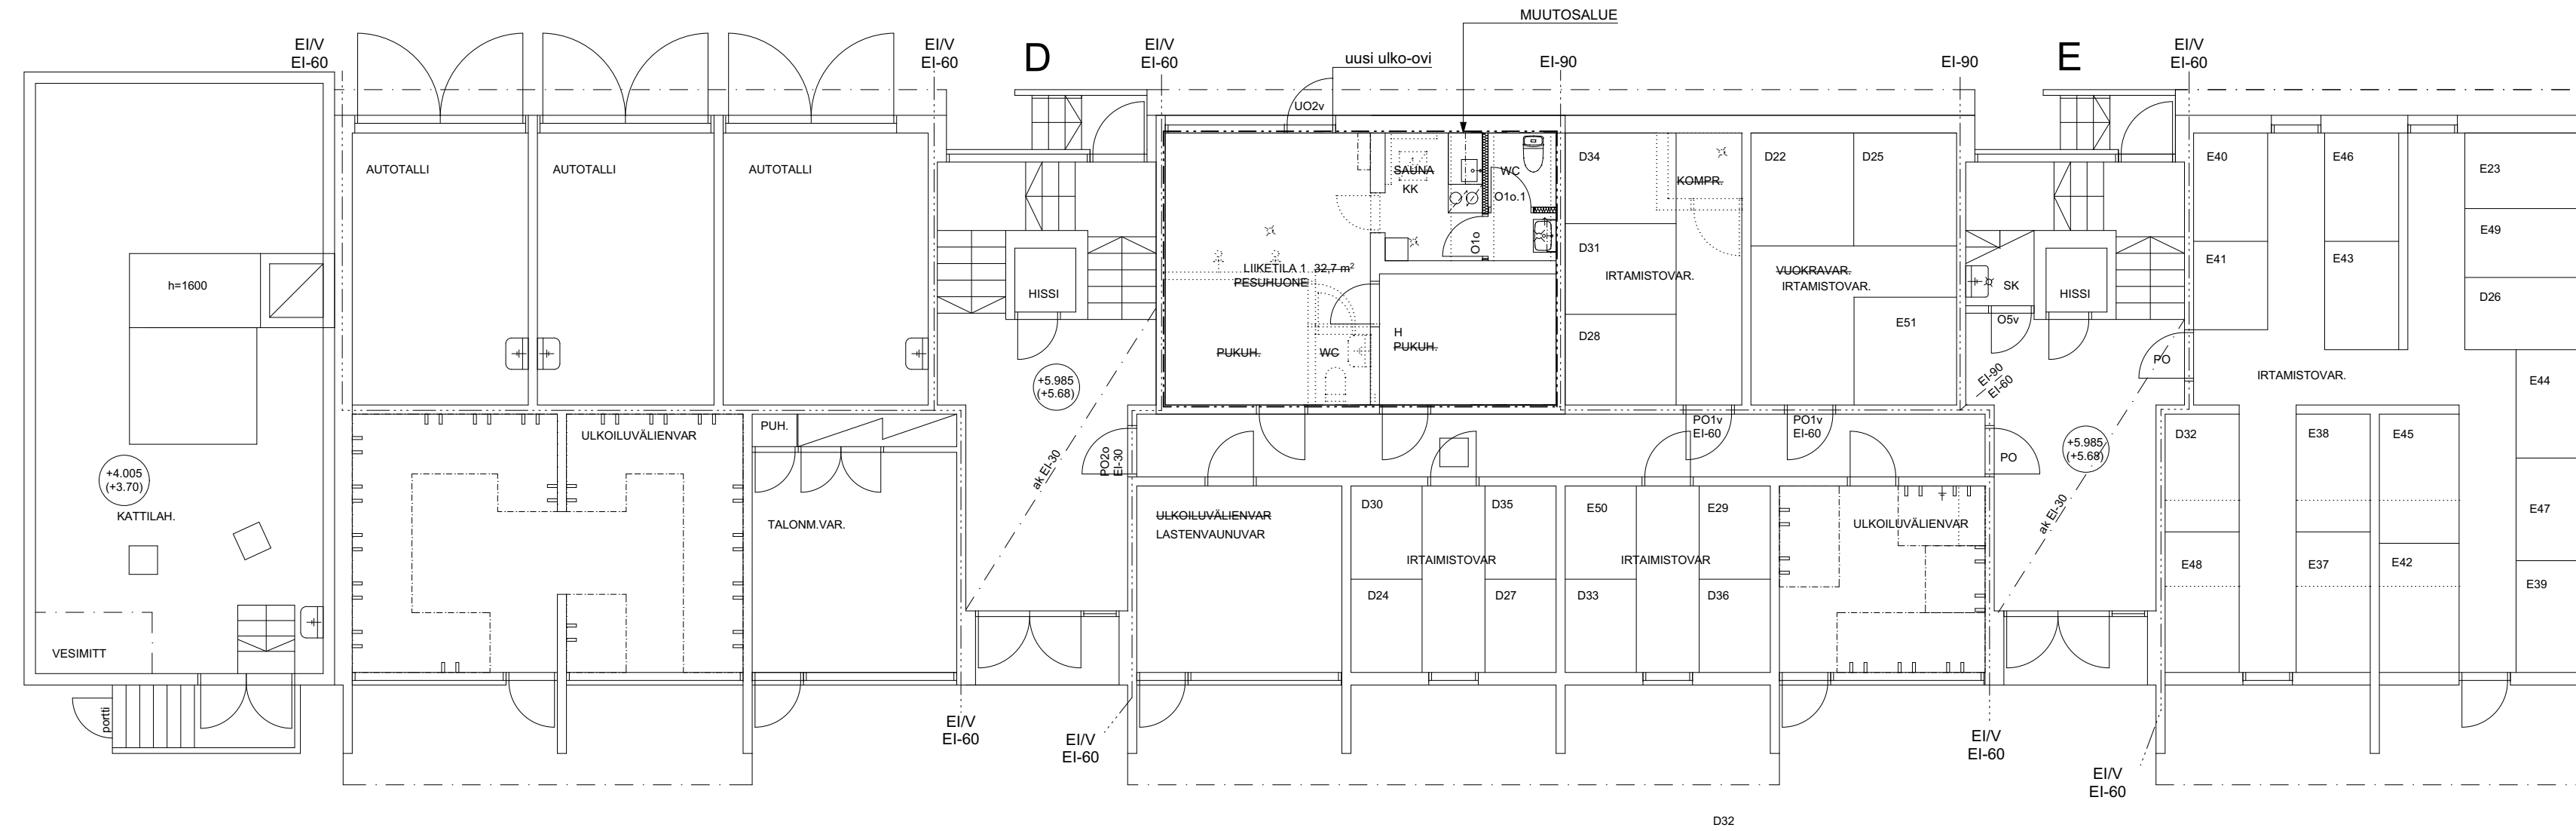 MUUTOSALUE
EI/V
EI-60
EI/V
EI-60
D
EI/V
EI-60
uusi ulko-ovi
EI-90
EI-90
E
EI/V
EI-60
UO2v
AUTOTALLI
AUTOTALLI
AUTOTALLI
SAUNA
KK
WC
O1o.1
O1o
D34
KOMPR.
D22
D25
E40
E46
E23
D31
E41
E43
E49
LIIKETILA 1 32,7 m²
PESUHUONE
IRTAMISTOVAR.
VUOKRAVAR.
IRTAMISTOVAR.
h=1600
HISSI
SK
HISSI
D26
O5v
E51
H
PUKUH.
D28
PUKUH.
WC
PO
+5.985
(+5.68)
EI-90
EI-60
IRTAMISTOVAR.
E44
PUH.
ULKOILUVÄLIENVAR
PO1v
EI-60
PO1v
EI-60
D32
E38
E45
+5.985
(+5.68)
PO
PO2o
EI-30
ak EI-30
+4.005
(+3.70)
KATTILAH.
TALONM.VAR.
ULKOILUVÄLIENVAR
LASTENVAUNUVAR
D30
D35
E50
E29
ULKOILUVÄLIENVAR
ak EI-30
E47
IRTAIMISTOVAR
IRTAIMISTOVAR
E48
E37
E42
E39
D24
D27
D33
D36
VESIMITT
portti
EI/V
EI-60
EI/V
EI-60
EI/V
EI-60
EI/V
EI-60
D32